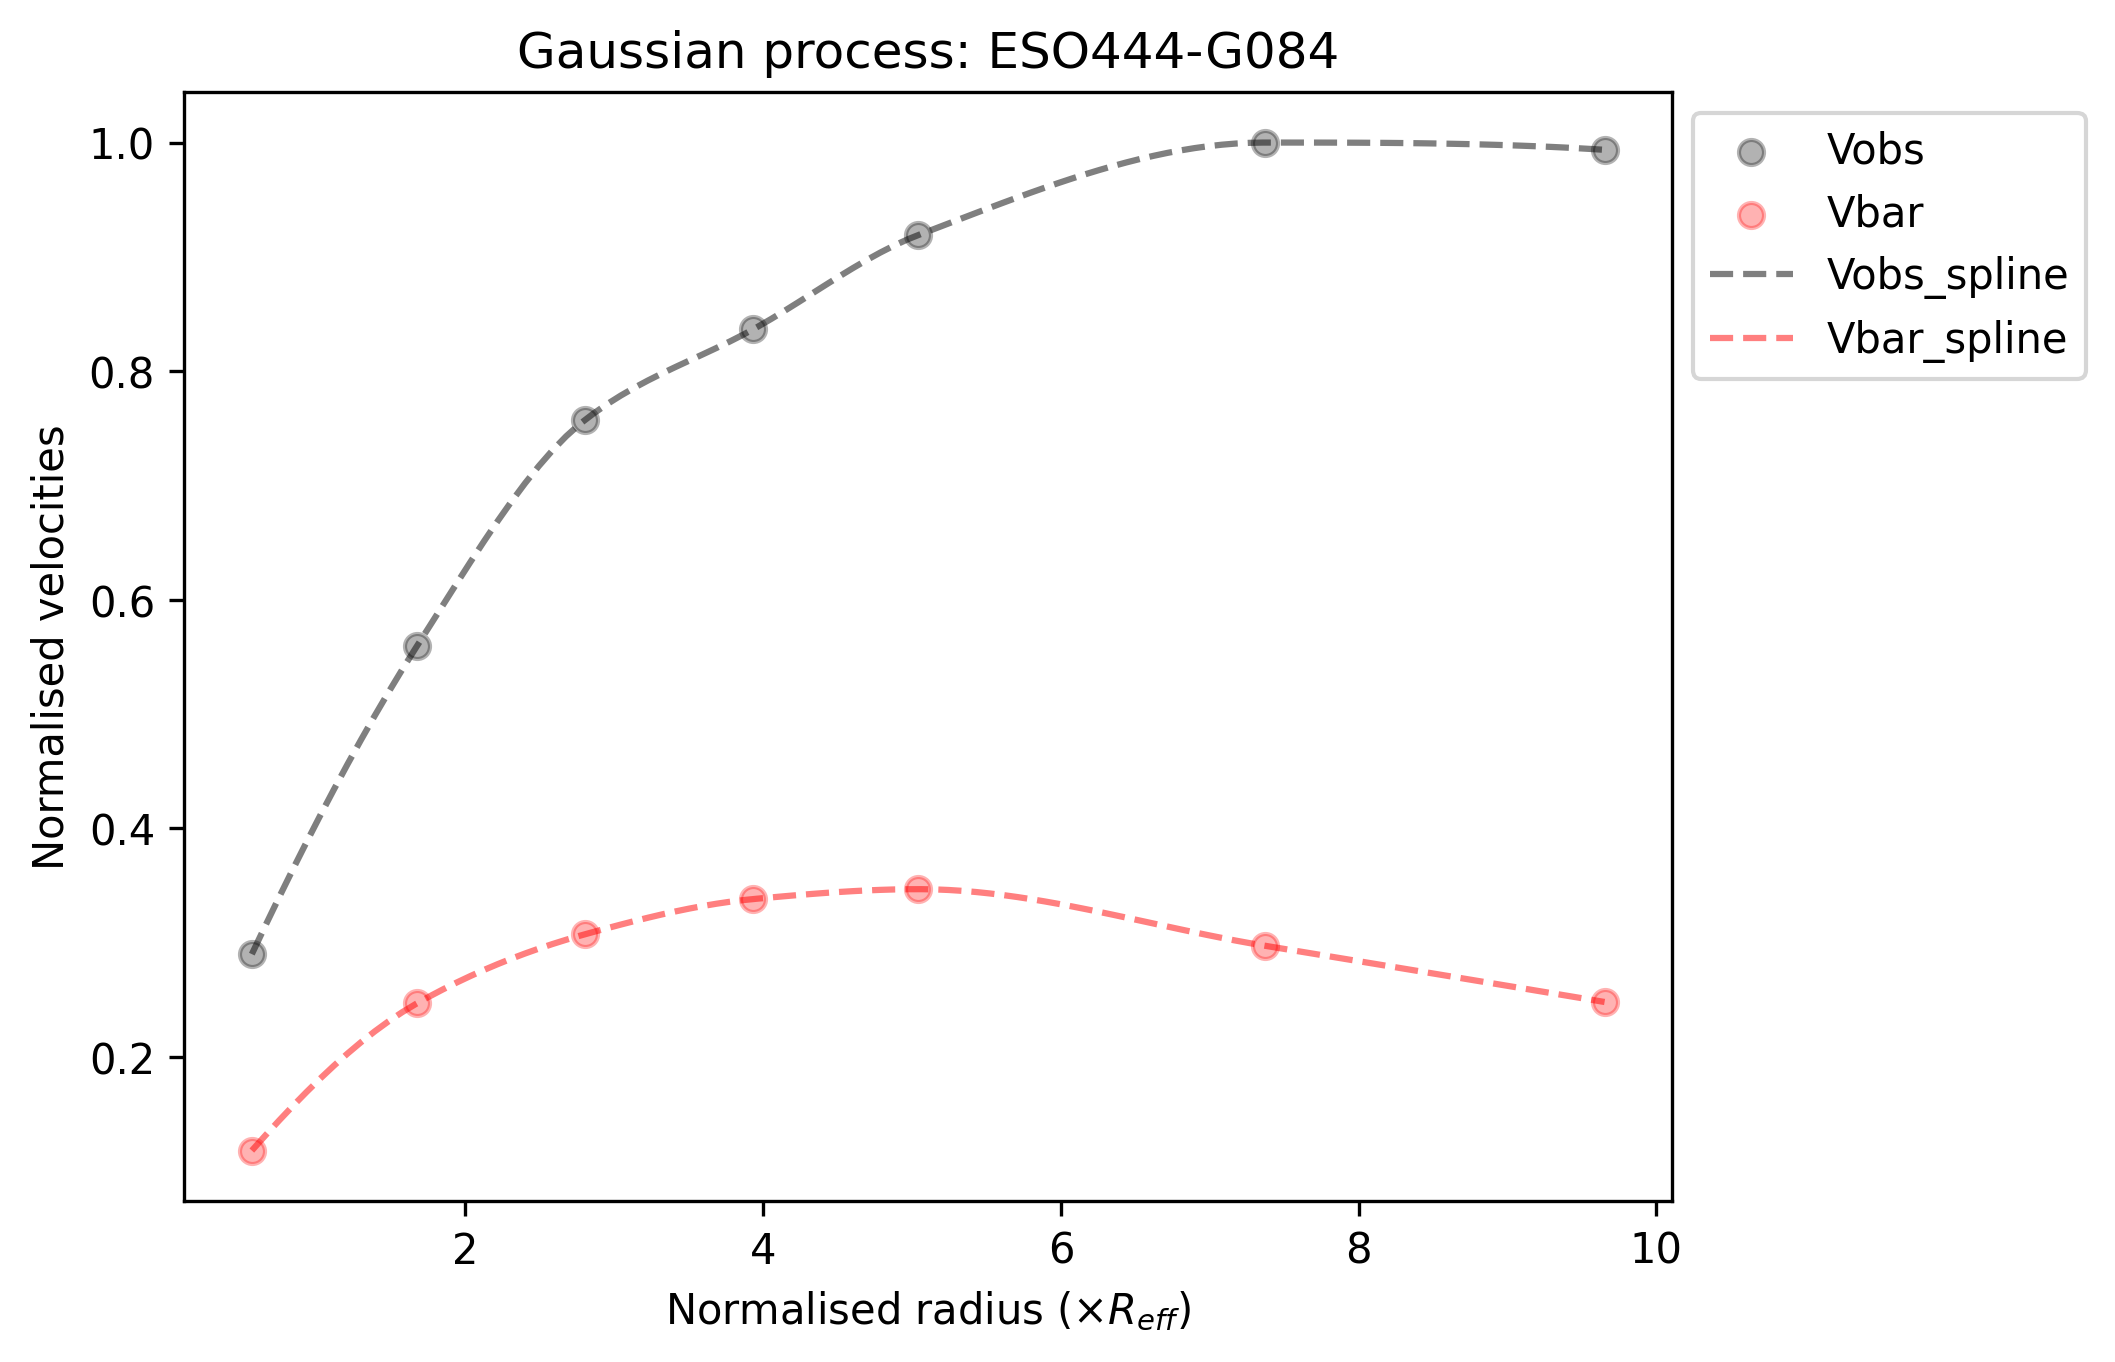 Gaussian process: ESO444-G084
1.0
0.8
0.6
0.4
0.2
Normalised velocities
2 4 6 8 10
Normalised radius (×R_eff)
Vobs
Vbar
Vobs_spline
Vbar_spline